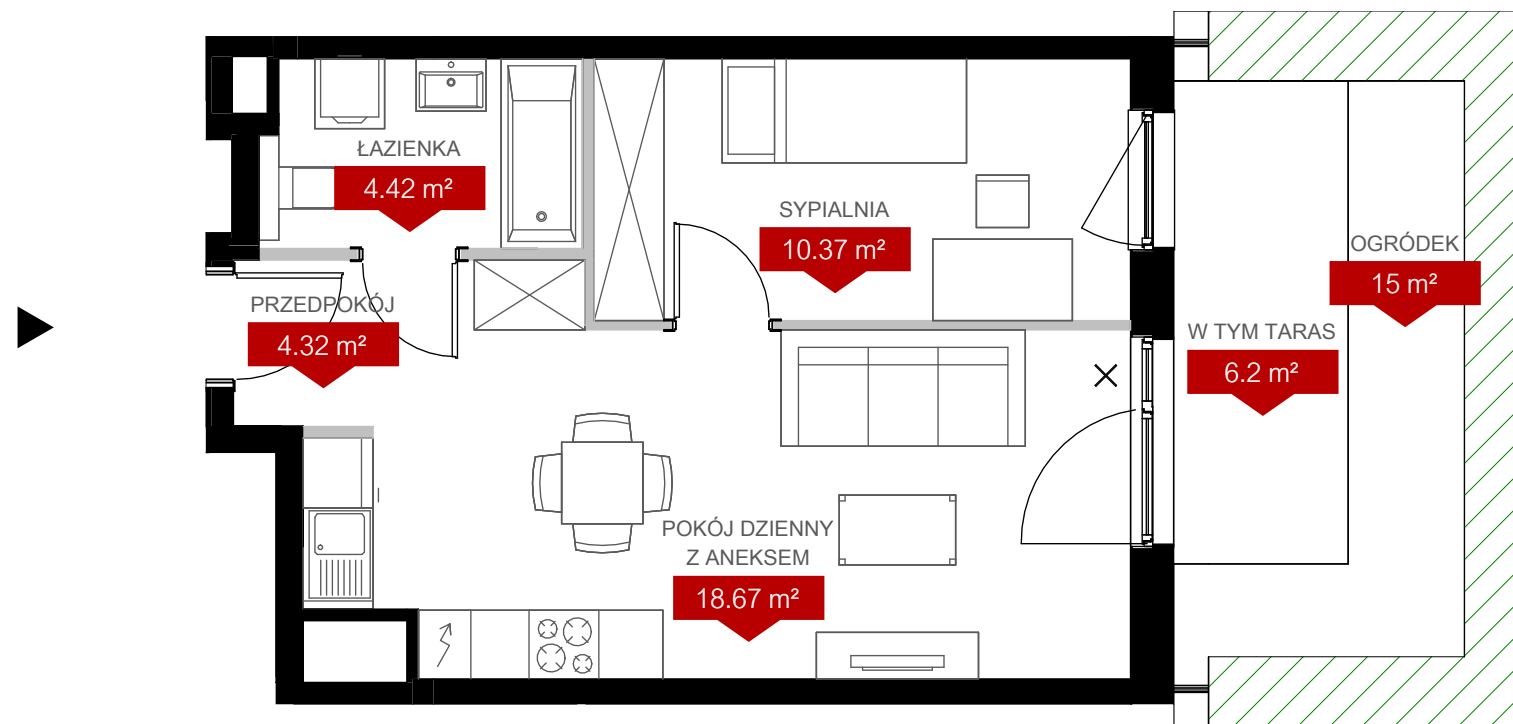 ŁAZIENKA
4.42 m²
SYPIALNIA
10.37 m²
OGRÓDEK
15 m²
PRZEDPOKÓJ
4.32 m²
W TYM TARAS
6.2 m²
POKÓJ DZIENNY
Z ANEKSEM
18.67 m²